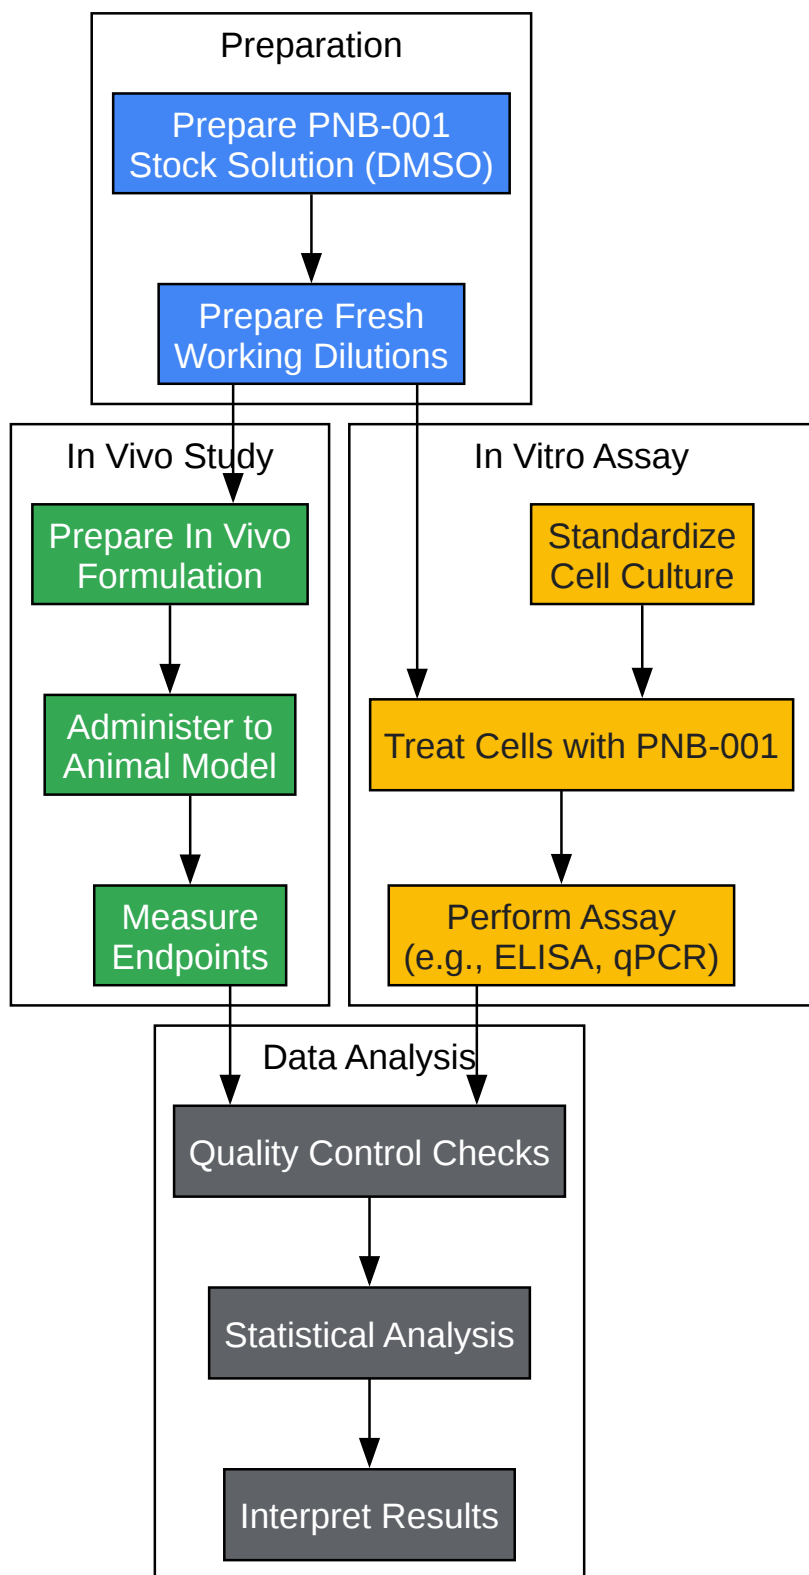 Preparation
Prepare PNB-001
Stock Solution (DMSO)
Prepare Fresh
Working Dilutions
In Vivo Study
Prepare In Vivo
Formulation
Administer to
Animal Model
Measure
Endpoints
In Vitro Assay
Standardize
Cell Culture
Treat Cells with PNB-001
Perform Assay
(e.g., ELISA, qPCR)
Data Analysis
Quality Control Checks
Statistical Analysis
Interpret Results